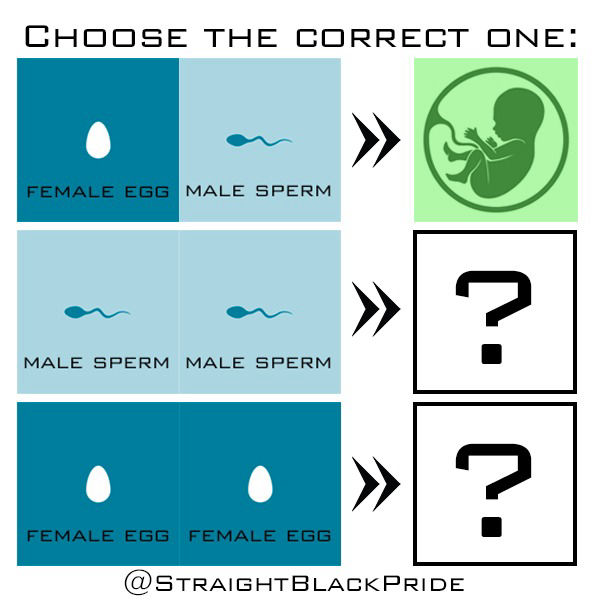 CHOOSE THE CORRECT ONE:
FEMALE EGG
MALE SPERM
MALE SPERM
MALE SPERM
?
FEMALE EGG
FEMALE EGG
?
@STRAIGHTBLACKPRIDE